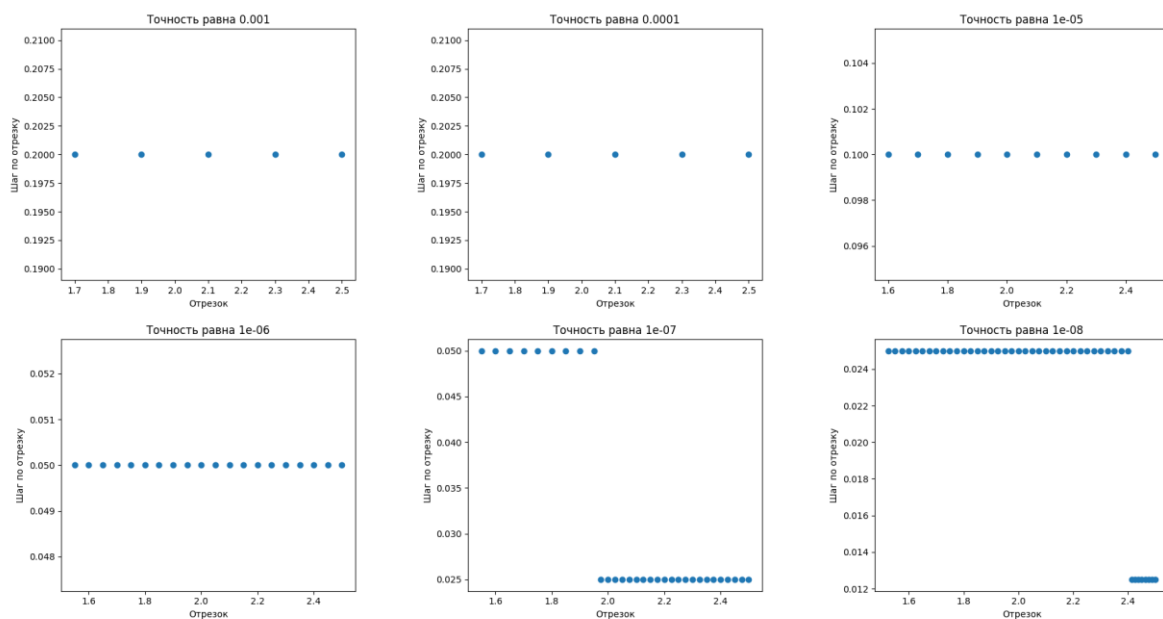 Точность равна 0.001
0.2100
0.2075
0.2050
0.2025
0.2000
0.1975
0.1950
0.1925
0.1900
Шаг по отрезку
1.7 1.8 1.9 2.0 2.1 2.2 2.3 2.4 2.5
Отрезок
Точность равна 0.0001
0.2100
0.2075
0.2050
0.2025
0.2000
0.1975
0.1950
0.1925
0.1900
Шаг по отрезку
1.7 1.8 1.9 2.0 2.1 2.2 2.3 2.4 2.5
Отрезок
Точность равна 1e-05
0.104
0.102
0.100
0.098
0.096
Шаг по отрезку
1.6 1.8 2.0 2.2 2.4
Отрезок
Точность равна 1e-06
0.052
0.051
0.050
0.049
0.048
Шаг по отрезку
1.6 1.8 2.0 2.2 2.4
Отрезок
Точность равна 1e-07
0.050
0.045
0.040
0.035
0.030
0.025
Шаг по отрезку
1.6 1.8 2.0 2.2 2.4
Отрезок
Точность равна 1e-08
0.024
0.022
0.020
0.018
0.016
0.014
0.012
Шаг по отрезку
1.6 1.8 2.0 2.2 2.4
Отрезок